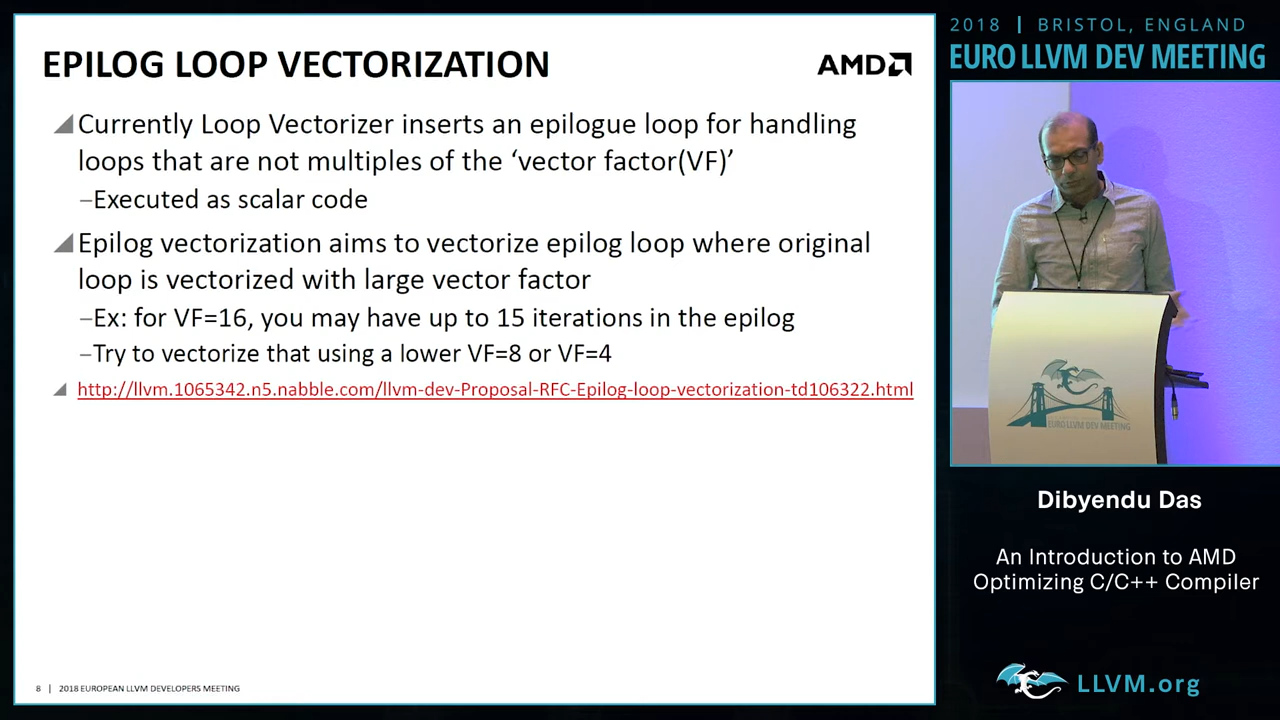 EPILOG LOOP VECTORIZATION
AMD
Currently Loop Vectorizer inserts an epilogue loop for handling
loops that are not multiples of the ‘vector factor(VF)’
–Executed as scalar code
Epilog vectorization aims to vectorize epilog loop where original
loop is vectorized with large vector factor
–Ex: for VF=16, you may have up to 15 iterations in the epilog
–Try to vectorize that using a lower VF=8 or VF=4
http://llvm.1065342.n5.nabble.com/llvm-dev-Proposal-RFC-Epilog-loop-vectorization-td106322.html
8 | 2018 EUROPEAN LLVM DEVELOPERS MEETING
2018 | BRISTOL, ENGLAND
EURO LLVM DEV MEETING
EURO LLVM DEV MEETING
Dibyendu Das
An Introduction to AMD
Optimizing C/C++ Compiler
LLVM.org